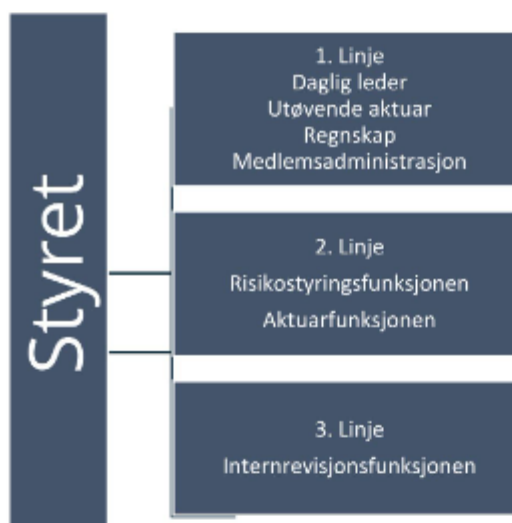 Styret
1. Linje
Daglig leder
Utøvende aktuar
Regnskap
Medlemsadministrasjon
2. Linje
Risikostyringsfunksjonen
Aktuarfunksjonen
3. Linje
Internrevisjonsfunksjonen